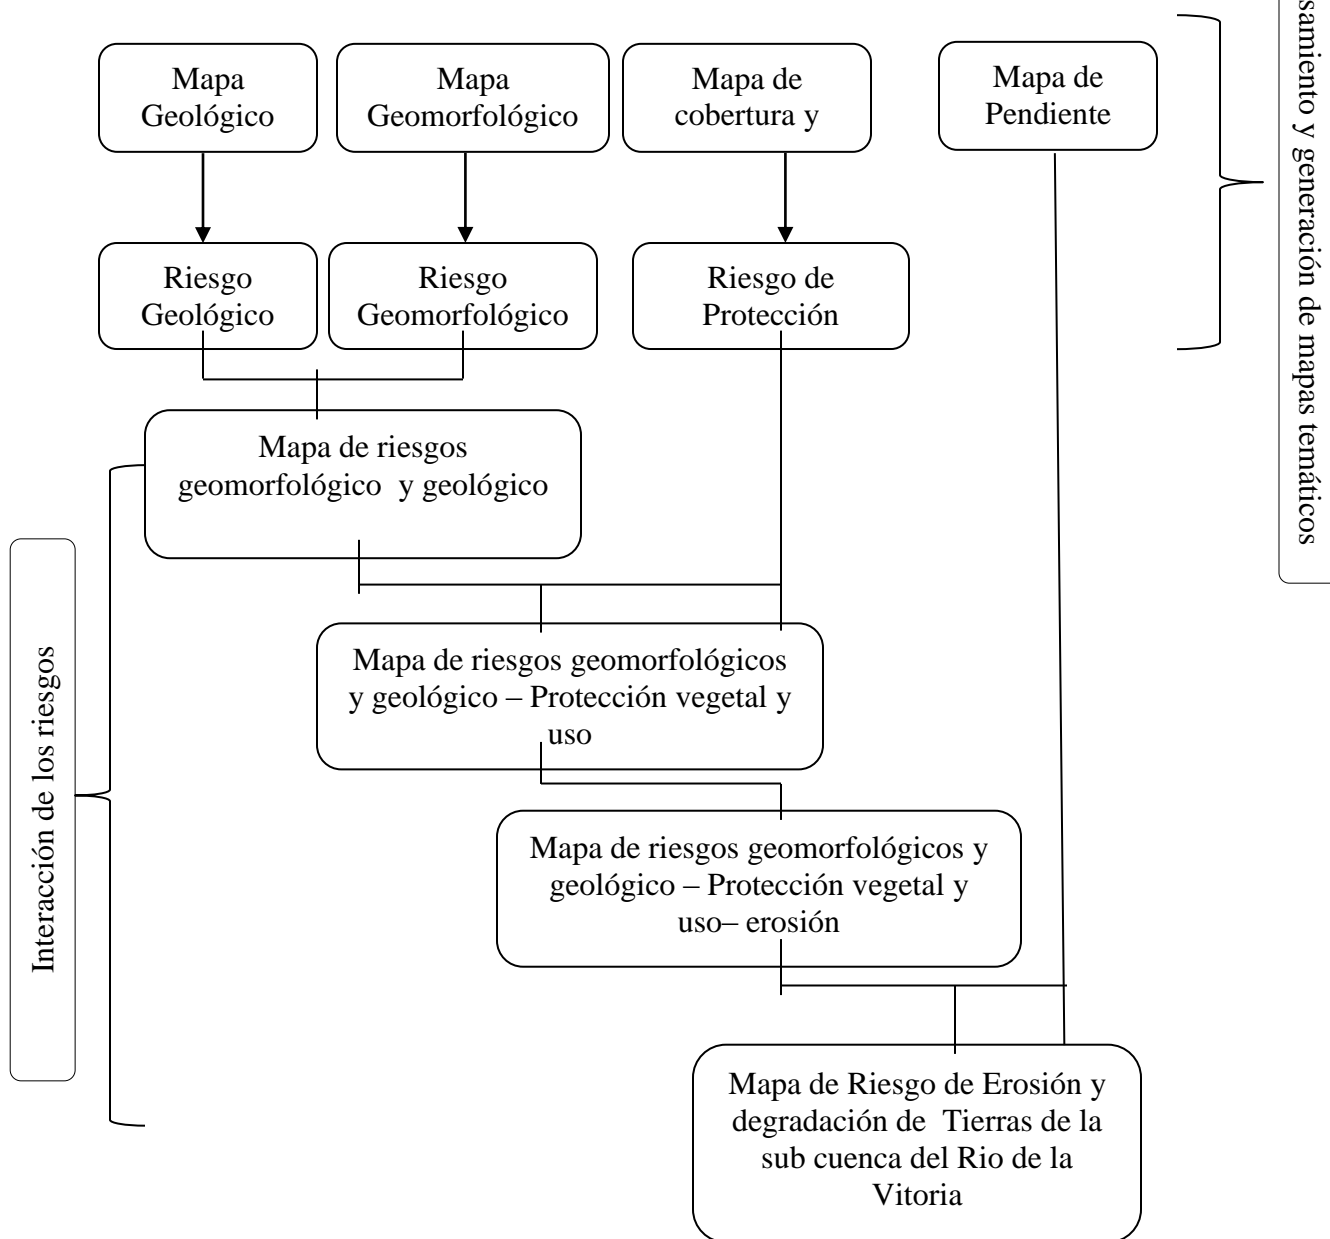 Mapa
Geológico
Mapa
Geomorfológico
Mapa de
cobertura y
Mapa de
Pendiente
Riesgo
Geológico
Riesgo
Geomorfológico
Riesgo de
Protección
Mapa de riesgos
geomorfológico y geológico
Mapa de riesgos geomorfológicos
y geológico – Protección vegetal y
uso
Mapa de riesgos geomorfológicos y
geológico – Protección vegetal y
uso– erosión
Mapa de Riesgo de Erosión y
degradación de Tierras de la
sub cuenca del Rio de la
Vitoria
Interacción de los riesgos
y generación de mapas temáticos